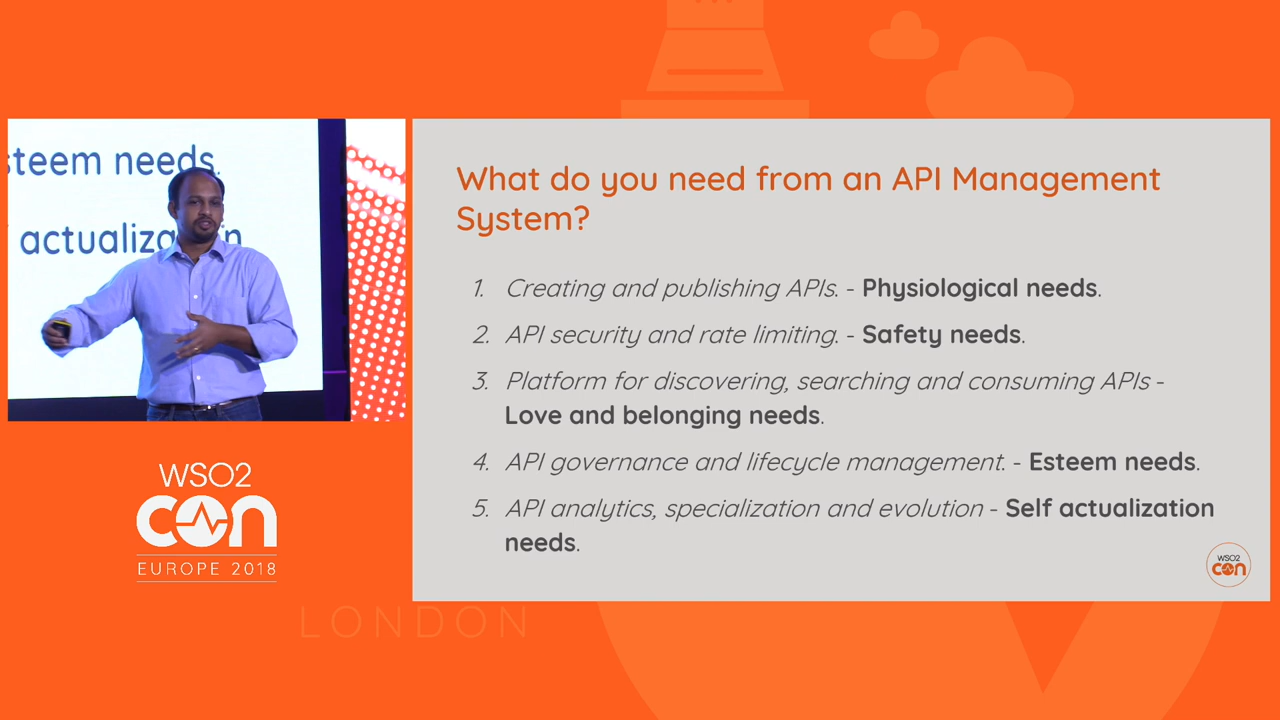 steem needs.
actualiza
What do you need from an API Management
System?
1. Creating and publishing APIs. - Physiological needs.
2. API security and rate limiting. - Safety needs.
3. Platform for discovering, searching and consuming APIs -
Love and belonging needs.
4. API governance and lifecycle management. - Esteem needs.
5. API analytics, specialization and evolution - Self actualization
needs.
WSO2
con
WSO2
con
EUROPE 2018
LONDON